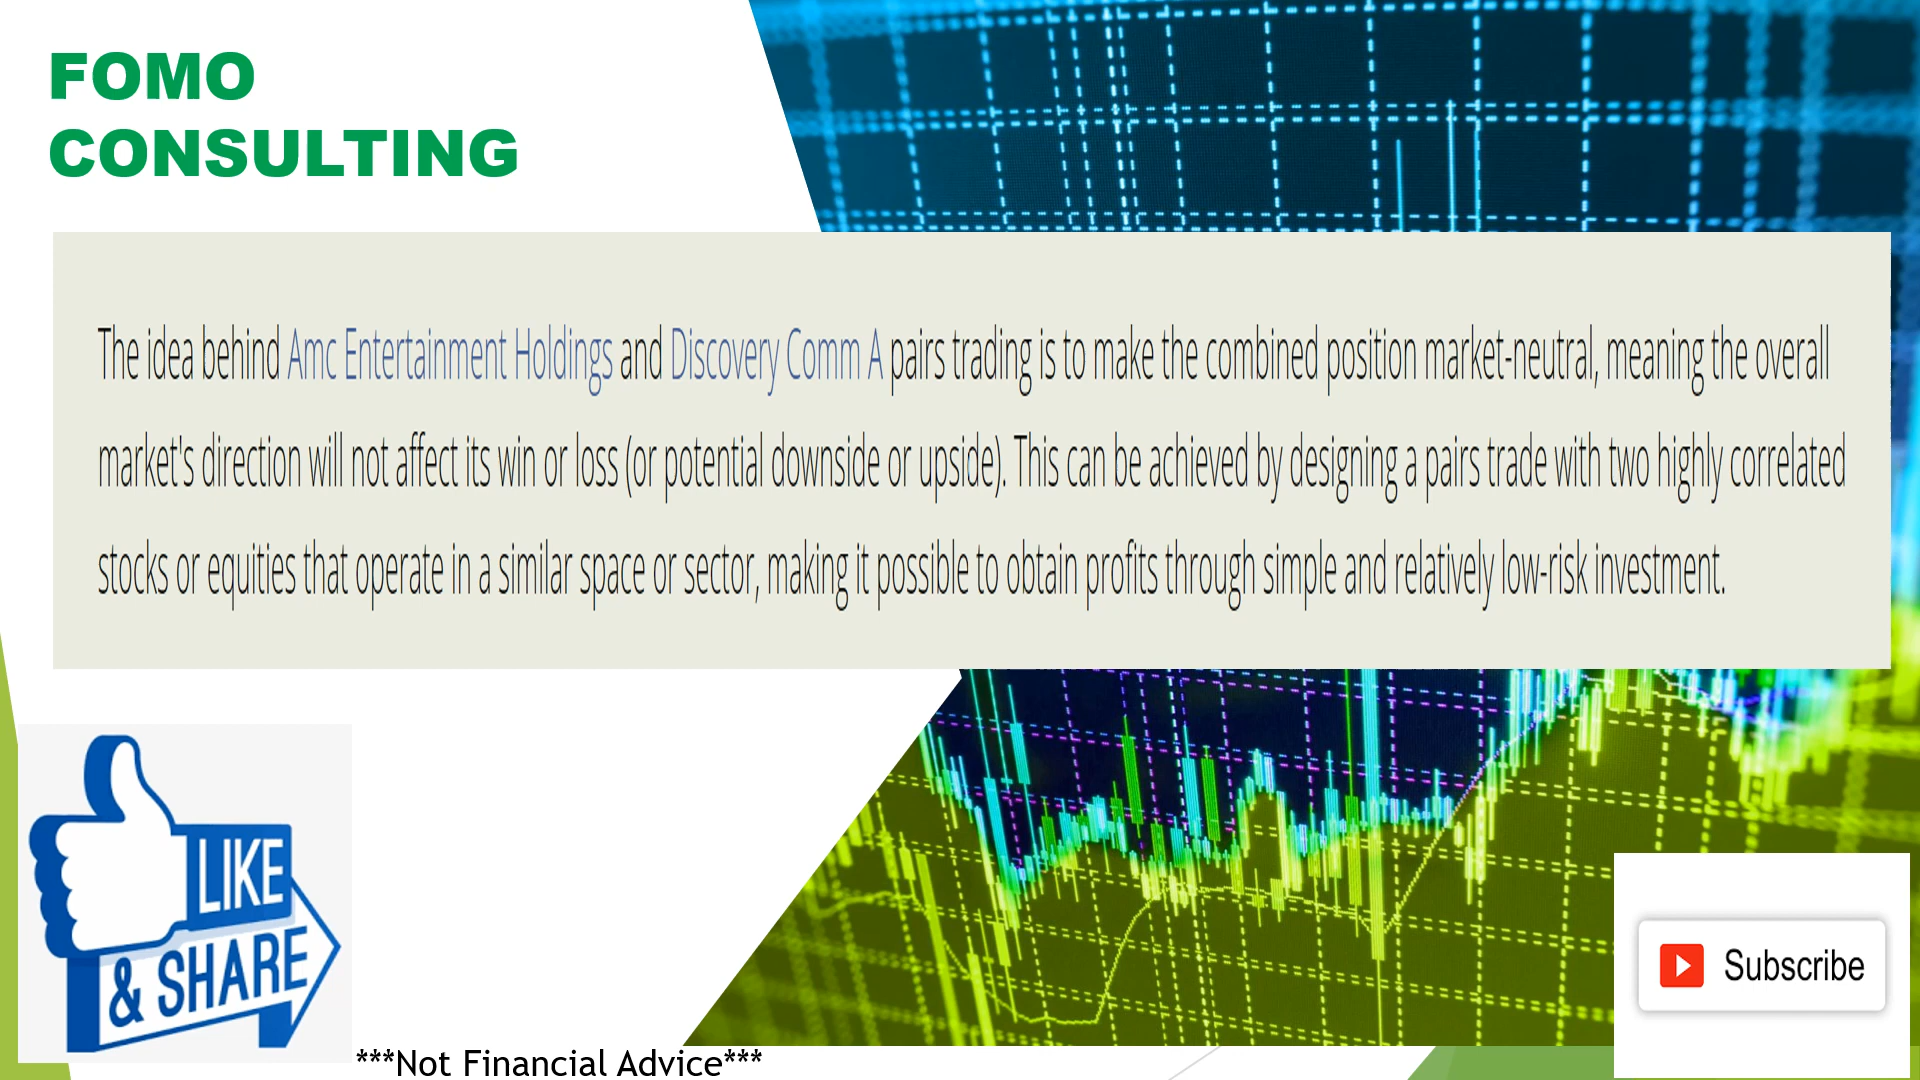 FOMO
CONSULTING
The idea behind Amc Entertainment Holdings and Discovery Comm A pairs trading is to make the combined position market-neutral, meaning the overall
market's direction will not affect its win or loss (or potential downside or upside). This can be achieved by designing a pairs trade with two highly correlated
stocks or equities that operate in a similar space or sector, making it possible to obtain profits through simple and relatively low-risk investment.
LIKE
& SHARE
Subscribe
***Not Financial Advice***